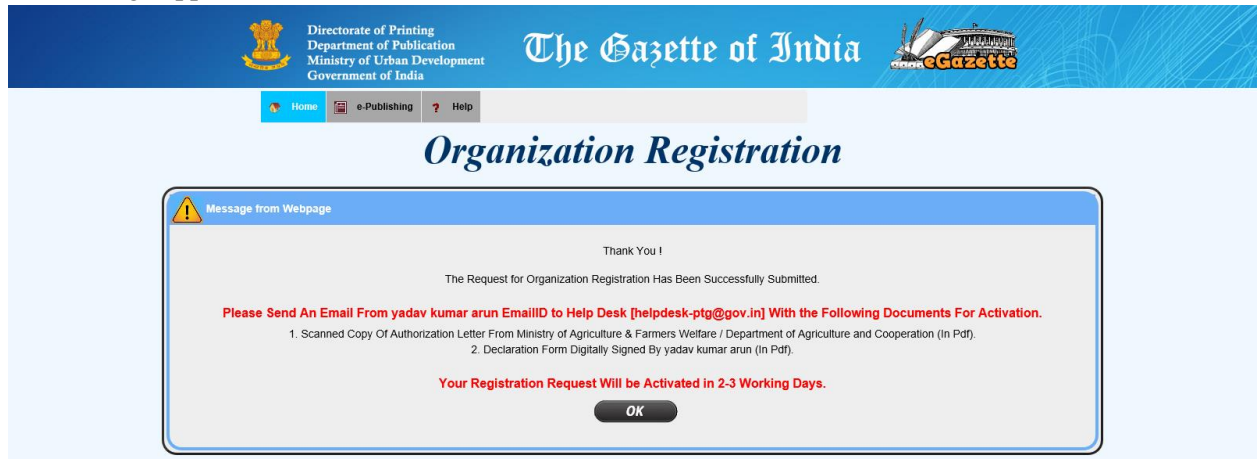 Directorate of Printing
Department of Publication
Ministry of Urban Development
Government of India
The Gazette of India
eGazette
Home
e-Publishing
? Help
Organization Registration
Message from Webpage
Thank You !
The Request for Organization Registration Has Been Successfully Submitted.
Please Send An Email From yadav kumar arun EmailID to Help Desk [helpdesk-ptg@gov.in] With the Following Documents For Activation.
1. Scanned Copy Of Authorization Letter From Ministry of Agriculture & Farmers Welfare / Department of Agriculture and Cooperation (In Pdf).
2. Declaration Form Digitally Signed By yadav kumar arun (In Pdf).
Your Registration Request Will be Activated in 2-3 Working Days.
OK